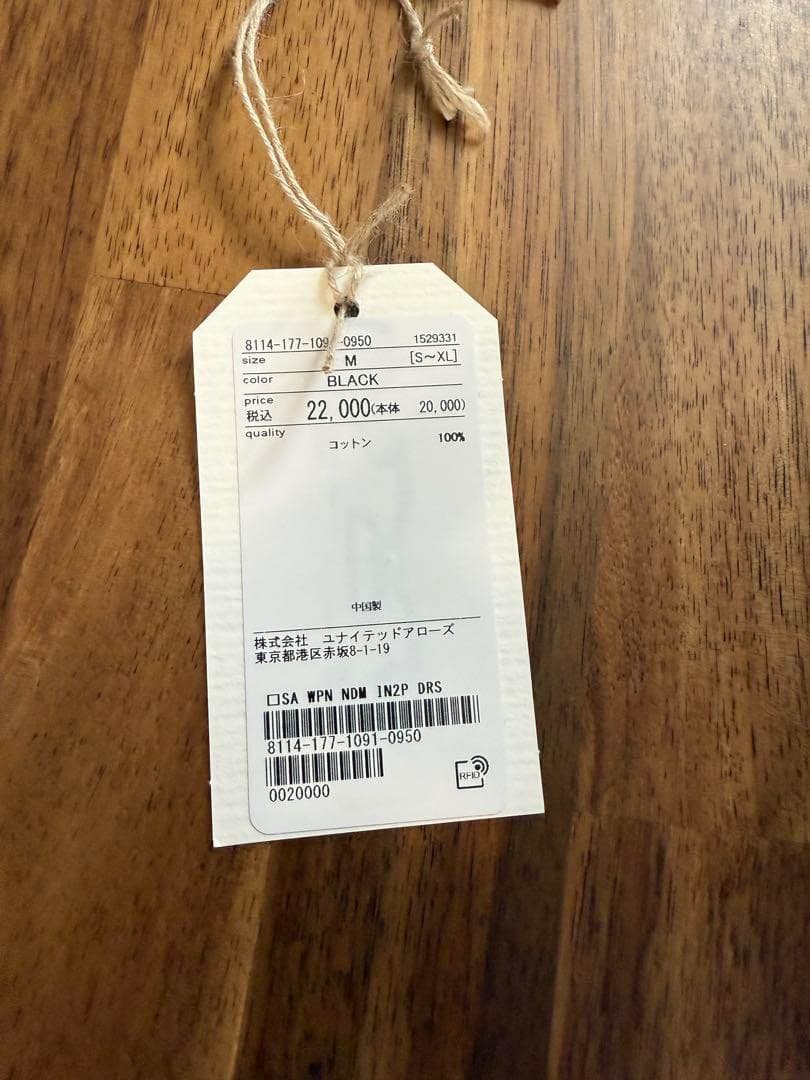 8114-177-109 -0950 1529331
size M [S～XL]
color BLACK
price
税込 22,000(本体 20,000)
quality
コットン 100%
中国製
株式会社 ユナイテッドアローズ
東京都港区赤坂8-1-19
□SA WPN NDM IN2P DRS
8114-177-1091-0950
0020000
RFID